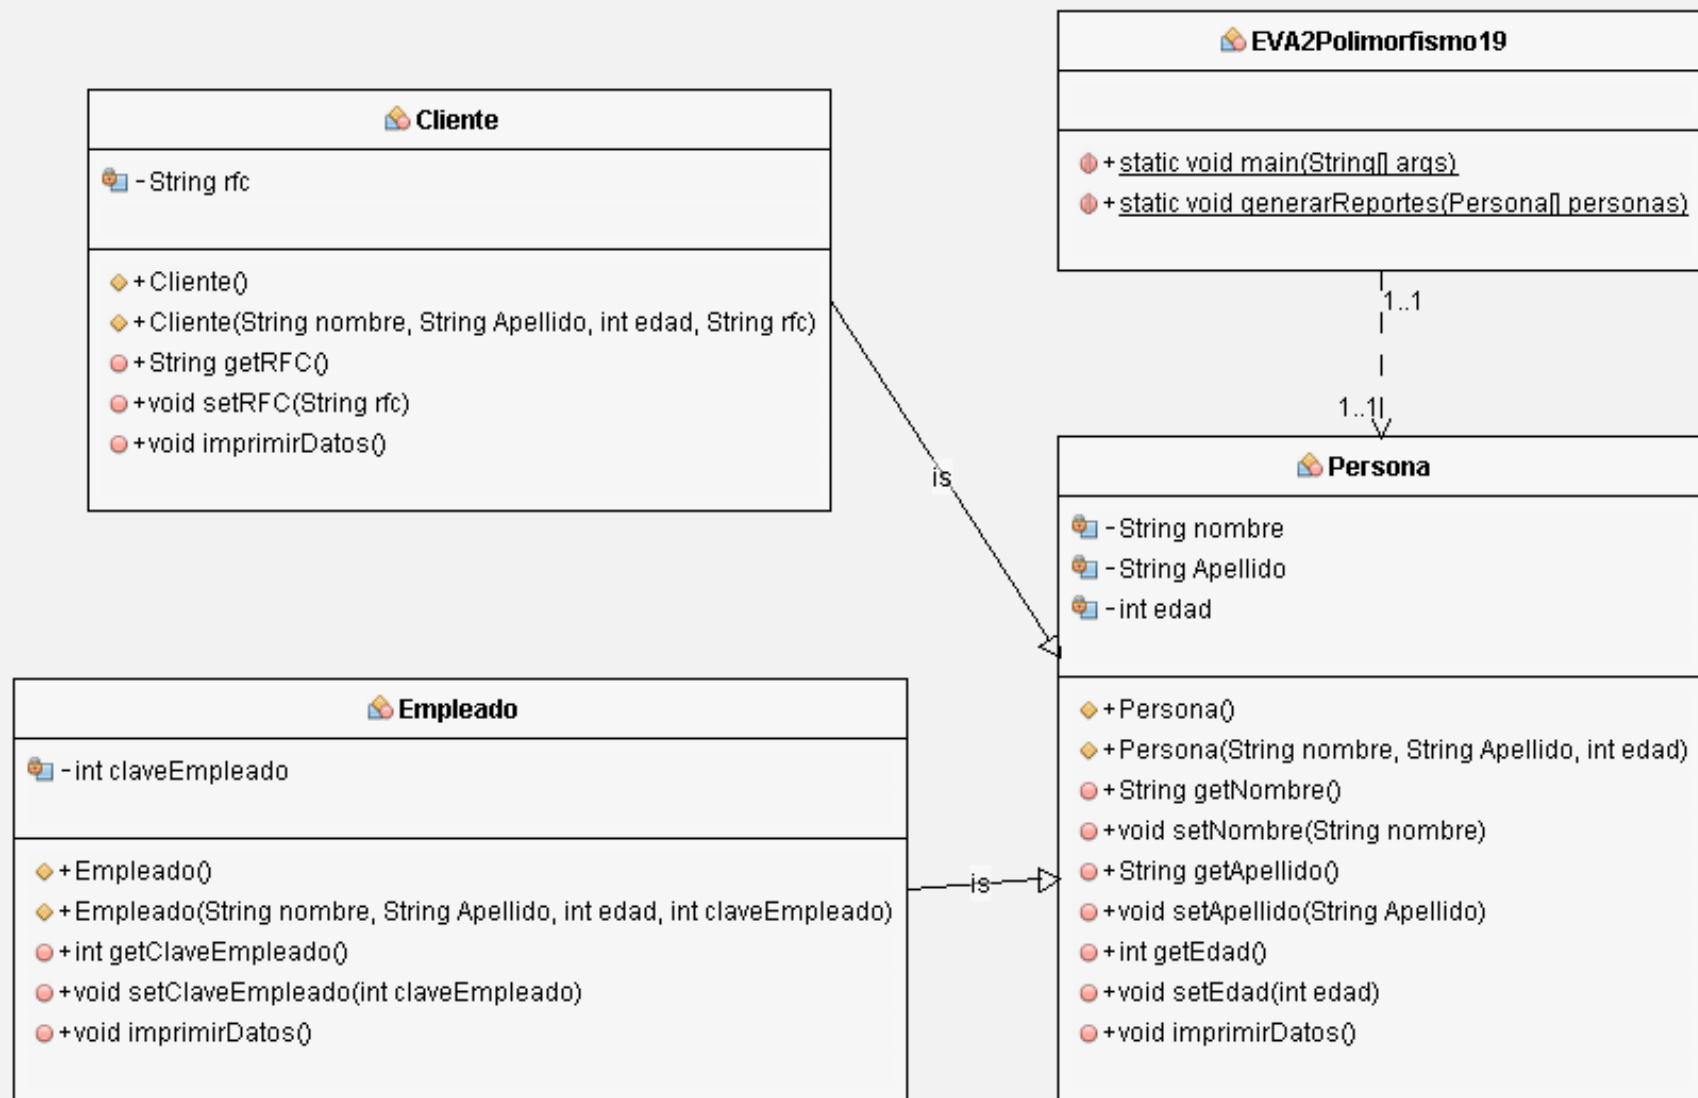 Cliente
- String rfc
+ Cliente()
+ Cliente(String nombre, String Apellido, int edad, String rfc)
+ String getRFC()
+ void setRFC(String rfc)
+ void imprimirDatos()
EVA2Polimorfismo19
+ static void main(String[] args)
+ static void generarReportes(Persona[] personas)
1..1
1..1
is
Persona
- String nombre
- String Apellido
- int edad
+ Persona()
+ Persona(String nombre, String Apellido, int edad)
+ String getNombre()
+ void setNombre(String nombre)
+ String getApellido()
+ void setApellido(String Apellido)
+ int getEdad()
+ void setEdad(int edad)
+ void imprimirDatos()
Empleado
- int claveEmpleado
+ Empleado()
+ Empleado(String nombre, String Apellido, int edad, int claveEmpleado)
+ int getClaveEmpleado()
+ void setClaveEmpleado(int claveEmpleado)
+ void imprimirDatos()
is